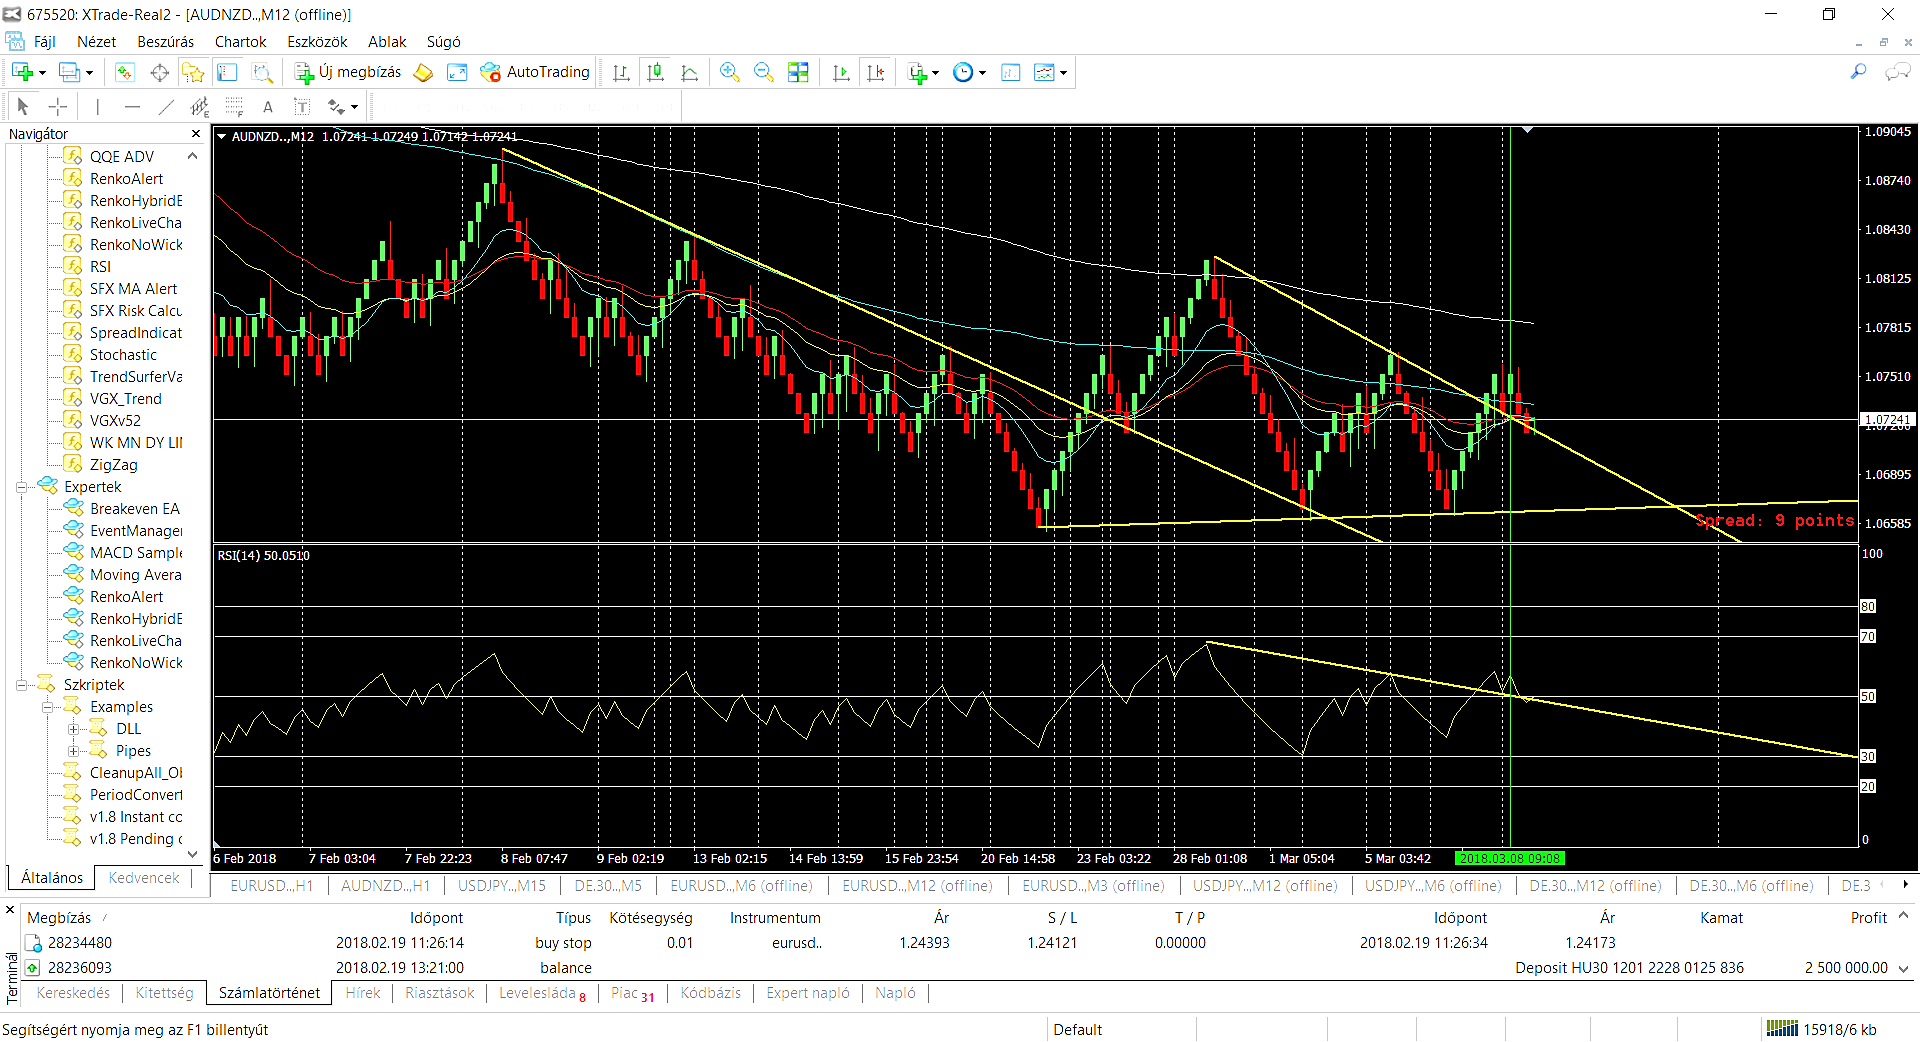 675520: XTrade-Real2 - [AUDNZD..,M12 (offline)]
Fájl Nézet Beszúrás Chartok Eszközök Ablak Súgó
Új megbízás AutoTrading
A T
Navigátor
QQE ADV
RenkoAlert
RenkoHybridE
RenkoLiveCha
RenkoNoWick
RSI
SFX MA Alert
SFX Risk Calcu
SpreadIndicat
Stochastic
TrendSurferVa
VGX_Trend
VGXv52
WK MN DY LII
ZigZag
Expertek
Breakeven EA
EventManager
MACD Sample
Moving Avera
RenkoAlert
RenkoHybridE
RenkoLiveCha
RenkoNoWick
Szkriptek
Examples
DLL
Pipes
CleanupAll_Ol
PeriodConvert
v1.8 Instant co
v1.8 Pending c
Általános Kedvencek
AUDNZD..,M12 1.07241 1.07249 1.07142 1.07241
1.09045
1.08740
1.08430
1.08125
1.07815
1.07510
1.07241
1.06895
1.06585
Spread: 9 points
RSI(14) 50.0510
100
80
70
50
30
20
0
6 Feb 2018 7 Feb 03:04 7 Feb 22:23 8 Feb 07:47 9 Feb 02:19 13 Feb 02:15 14 Feb 13:59 15 Feb 23:54 20 Feb 14:58 23 Feb 03:22 28 Feb 01:08 1 Mar 05:04 5 Mar 03:42 2018.03.08 09:08
EURUSD..,H1 AUDNZD..,H1 USDJPY..,M15 DE.30..,M5 EURUSD..,M6 (offline) EURUSD..,M12 (offline) EURUSD..,M3 (offline) USDJPY..,M12 (offline) USDJPY..,M6 (offline) DE.30..,M12 (offline) DE.30..,M6 (offline) DE.3
Terminál
Megbízás / Időpont Típus Kötésegység Instrumentum Ár S / L T / P Időpont Ár Kamat Profit
28234480 2018.02.19 11:26:14 buy stop 0.01 eurusd.. 1.24393 1.24121 0.00000 2018.02.19 11:26:34 1.24173
28236093 2018.02.19 13:21:00 balance Deposit HU30 1201 2228 0125 836 2 500 000.00
Kereskedés Kitettség Számlatörténet Hírek Riasztások Levelesláda 8 Piac 31 Kódbázis Expert napló Napló
Segítségért nyomja meg az F1 billentyűt Default 15918/6 kb